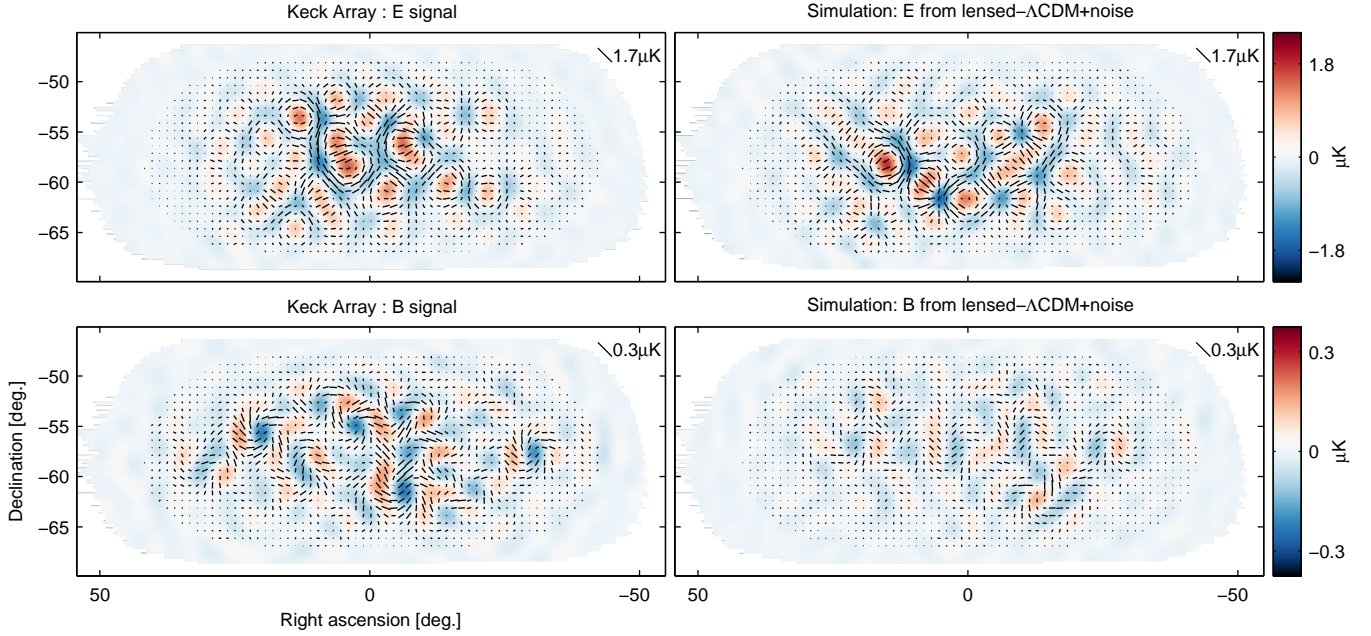 Keck Array : E signal
Simulation: E from lensed−ΛCDM+noise
1.7μK
1.7μK
−50
−55
−60
−65
1.8
0
−1.8
μK
Keck Array : B signal
Simulation: B from lensed−ΛCDM+noise
0.3μK
0.3μK
−50
−55
−60
−65
Declination [deg.]
0.3
0
−0.3
μK
50
0
−50
50
0
−50
Right ascension [deg.]